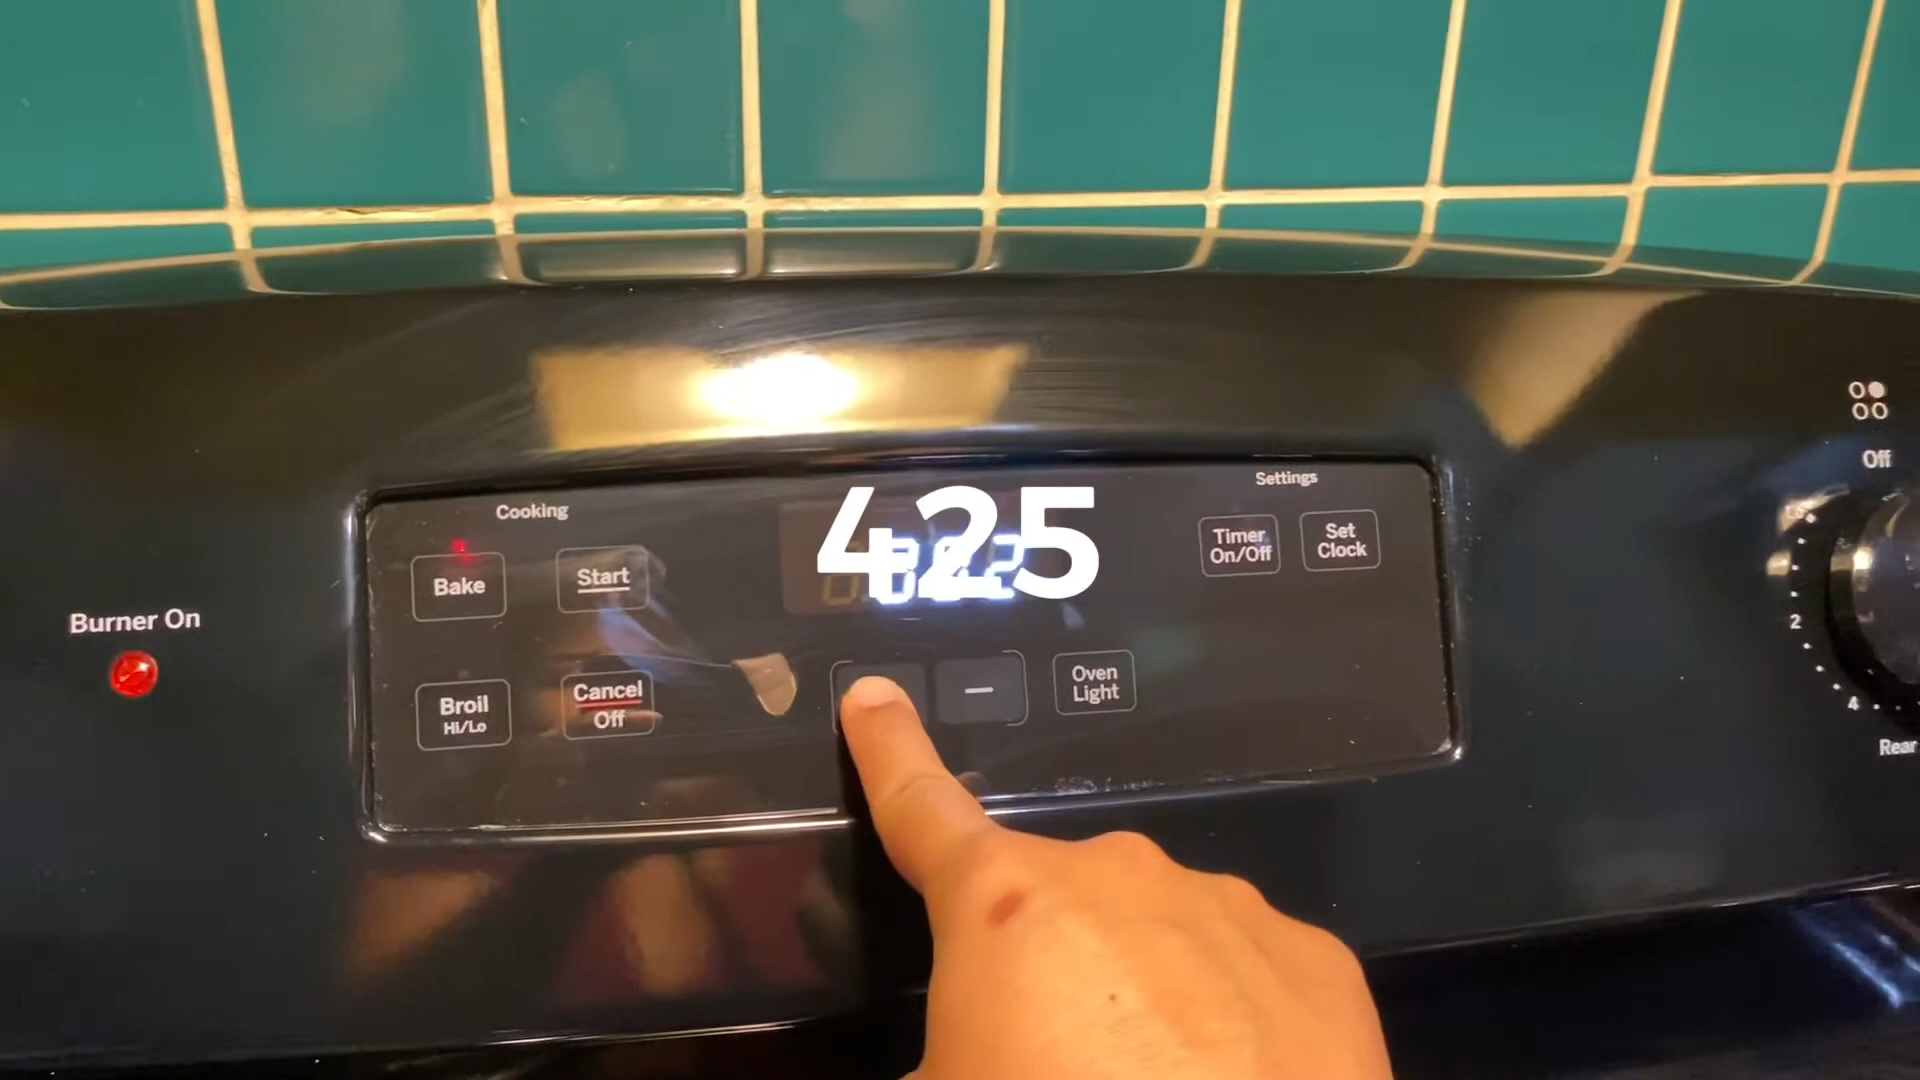 425
Settings
Cooking
Timer
On/Off
Set
Clock
Bake
Start
Burner On
Broil
Hi/Lo
Cancel
Off
—
Oven
Light
Off
Lo
2
4
Rear